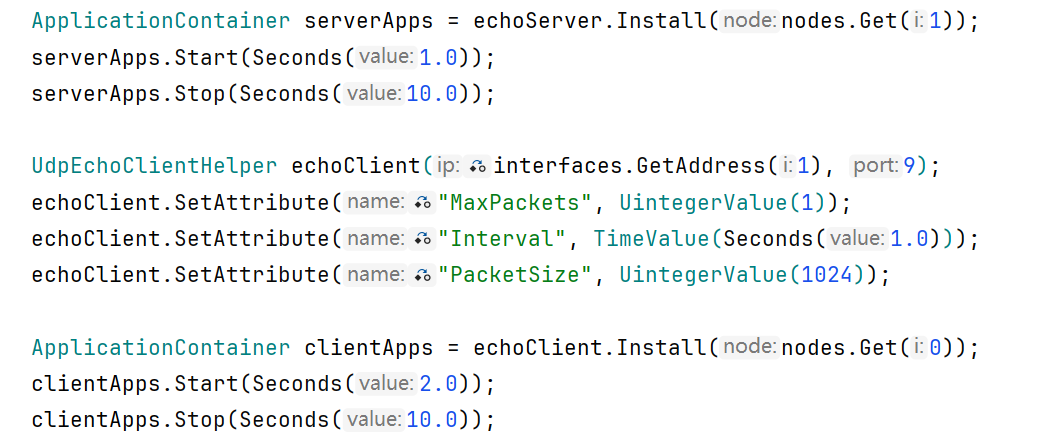 ApplicationContainer serverApps = echoServer.Install( node: nodes.Get( i: 1));
serverApps.Start(Seconds( value: 1.0));
serverApps.Stop(Seconds( value: 10.0));
UdpEchoClientHelper echoClient( ip: interfaces.GetAddress( i: 1), port: 9);
echoClient.SetAttribute( name: "MaxPackets", UintegerValue(1));
echoClient.SetAttribute( name: "Interval", TimeValue(Seconds( value: 1.0)));
echoClient.SetAttribute( name: "PacketSize", UintegerValue(1024));
ApplicationContainer clientApps = echoClient.Install( node: nodes.Get( i: 0));
clientApps.Start(Seconds( value: 2.0));
clientApps.Stop(Seconds( value: 10.0));